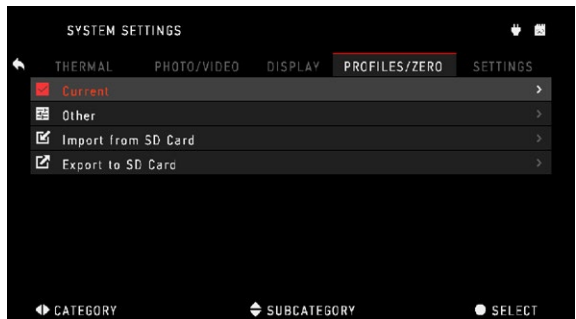 SYSTEM SETTINGS
THERMAL PHOTO/VIDEO DISPLAY PROFILES/ZERO SETTINGS
Current
Other
Import from SD Card
Export to SD Card
CATEGORY SUBCATEGORY SELECT